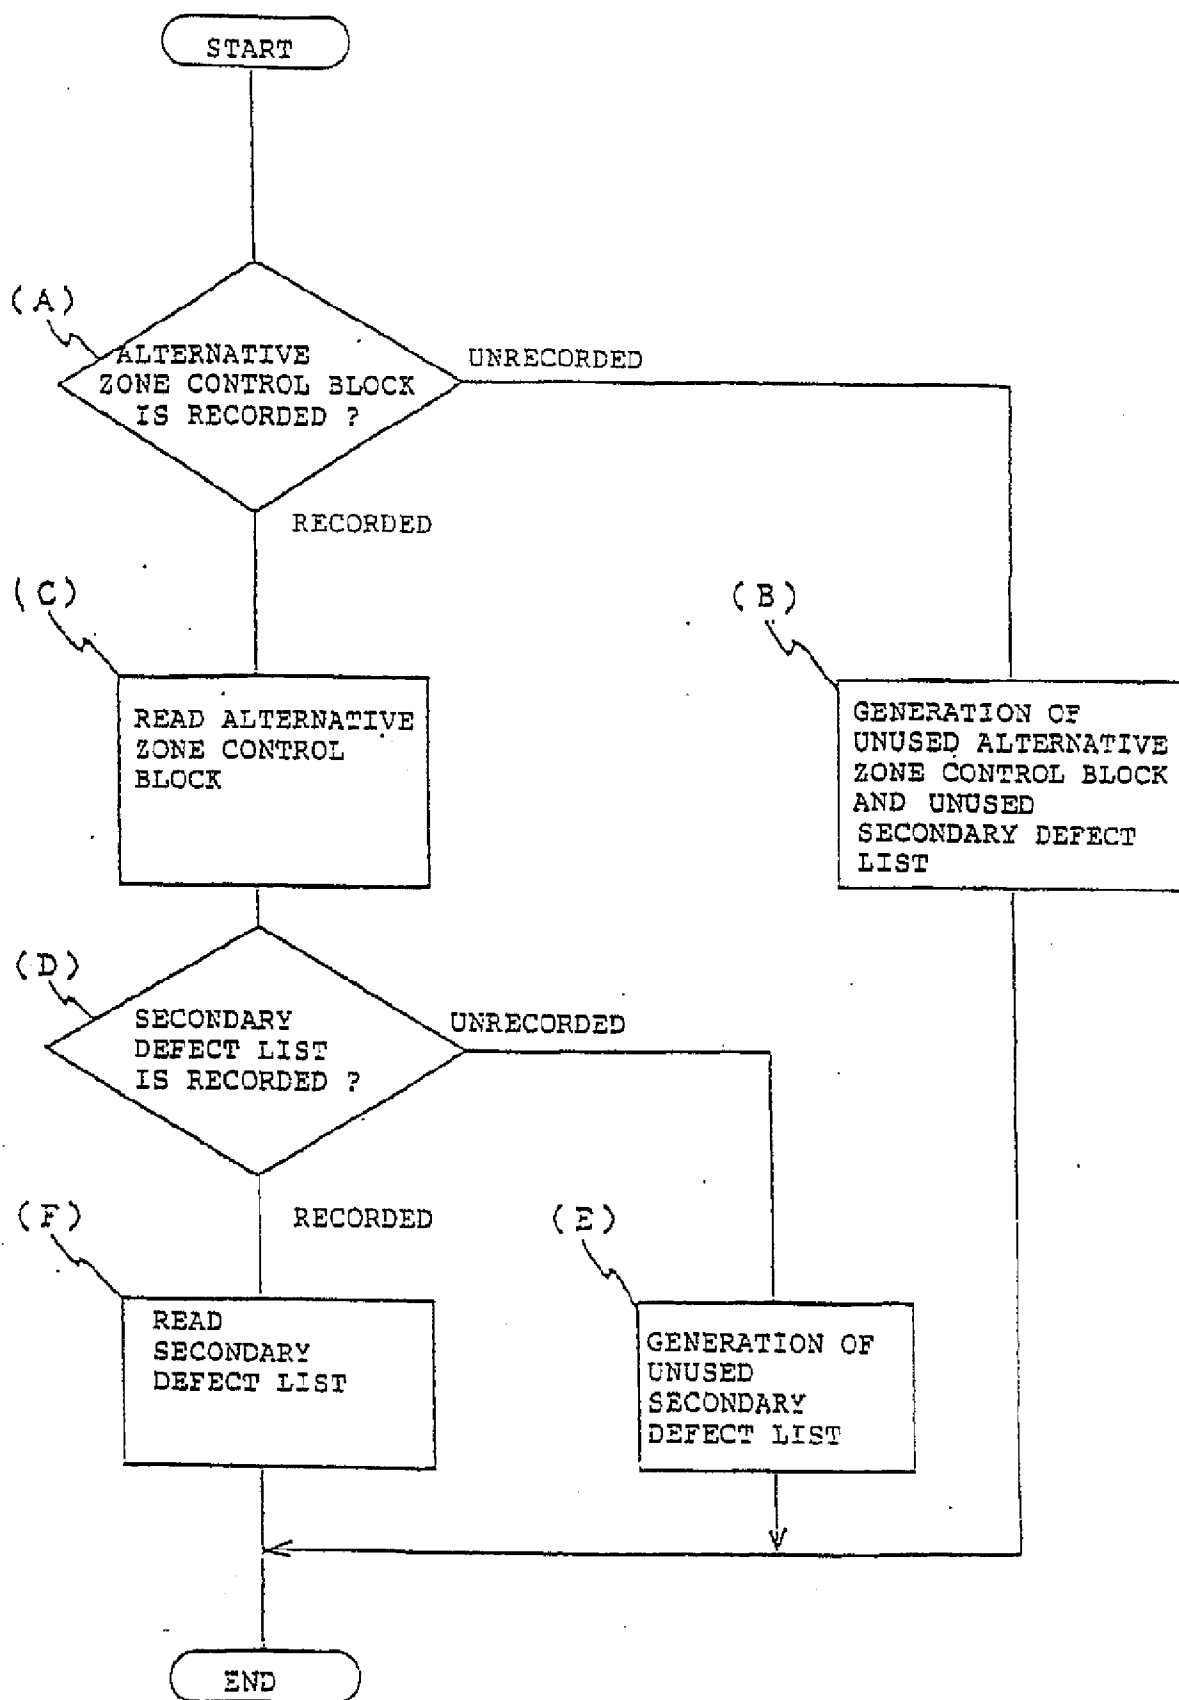 START
(A)
ALTERNATIVE
ZONE CONTROL BLOCK
IS RECORDED ?
UNRECORDED
RECORDED
(C)
READ ALTERNATIVE
ZONE CONTROL
BLOCK
(B)
GENERATION OF
UNUSED ALTERNATIVE
ZONE CONTROL BLOCK
AND UNUSED
SECONDARY DEFECT
LIST
(D)
SECONDARY
DEFECT LIST
IS RECORDED ?
UNRECORDED
RECORDED
(F)
READ
SECONDARY
DEFECT LIST
(E)
GENERATION OF
UNUSED
SECONDARY
DEFECT LIST
END